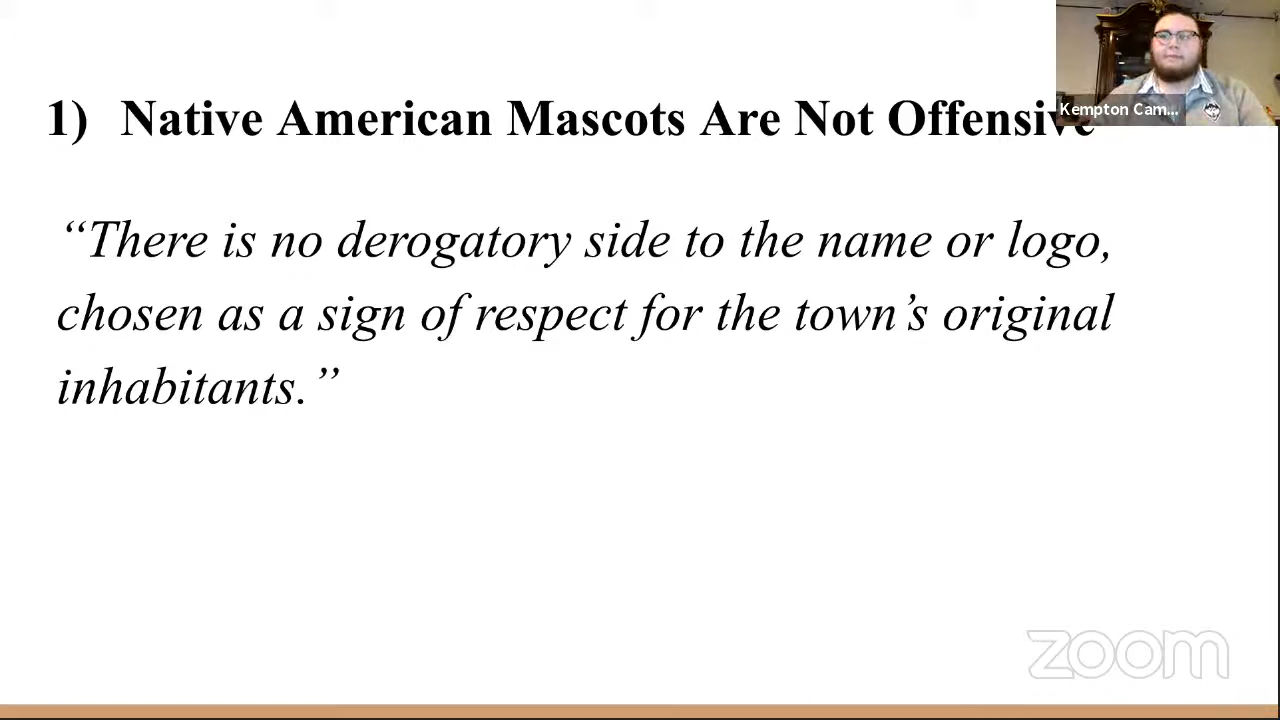 1) Native American Mascots Are Not Offensive
Kempton Cam...
“There is no derogatory side to the name or logo,
chosen as a sign of respect for the town’s original
inhabitants.”
zoom